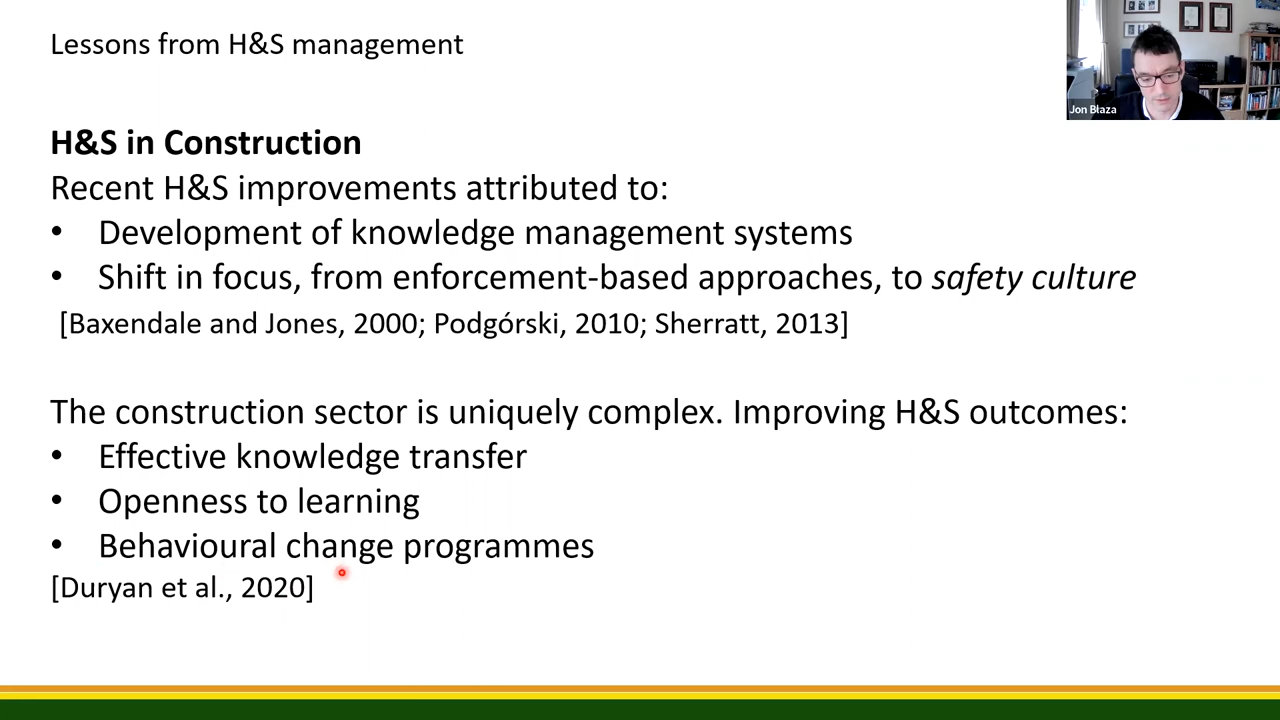 Lessons from H&S management
Jon Błaza
H&S in Construction
Recent H&S improvements attributed to:
• Development of knowledge management systems
• Shift in focus, from enforcement-based approaches, to safety culture
[Baxendale and Jones, 2000; Podgórski, 2010; Sherratt, 2013]
The construction sector is uniquely complex. Improving H&S outcomes:
• Effective knowledge transfer
• Openness to learning
• Behavioural change programmes
[Duryan et al., 2020]